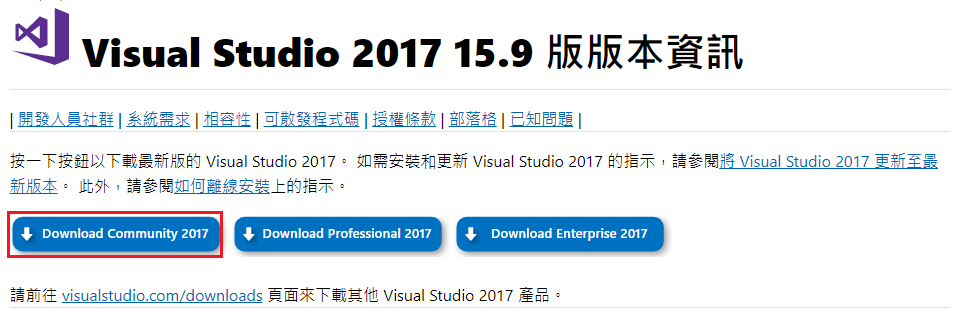 Visual Studio 2017 15.9 版版本資訊
| 開發人員社群 | 系統需求 | 相容性 | 可散發程式碼 | 授權條款 | 部落格 | 已知問題 |
按一下按鈕以下載最新版的 Visual Studio 2017。 如需安裝和更新 Visual Studio 2017 的指示，請參閱將 Visual Studio 2017 更新至最
新版本。 此外，請參閱如何離線安裝上的指示。
Download Community 2017 Download Professional 2017 Download Enterprise 2017
請前往 visualstudio.com/downloads 頁面來下載其他 Visual Studio 2017 產品。